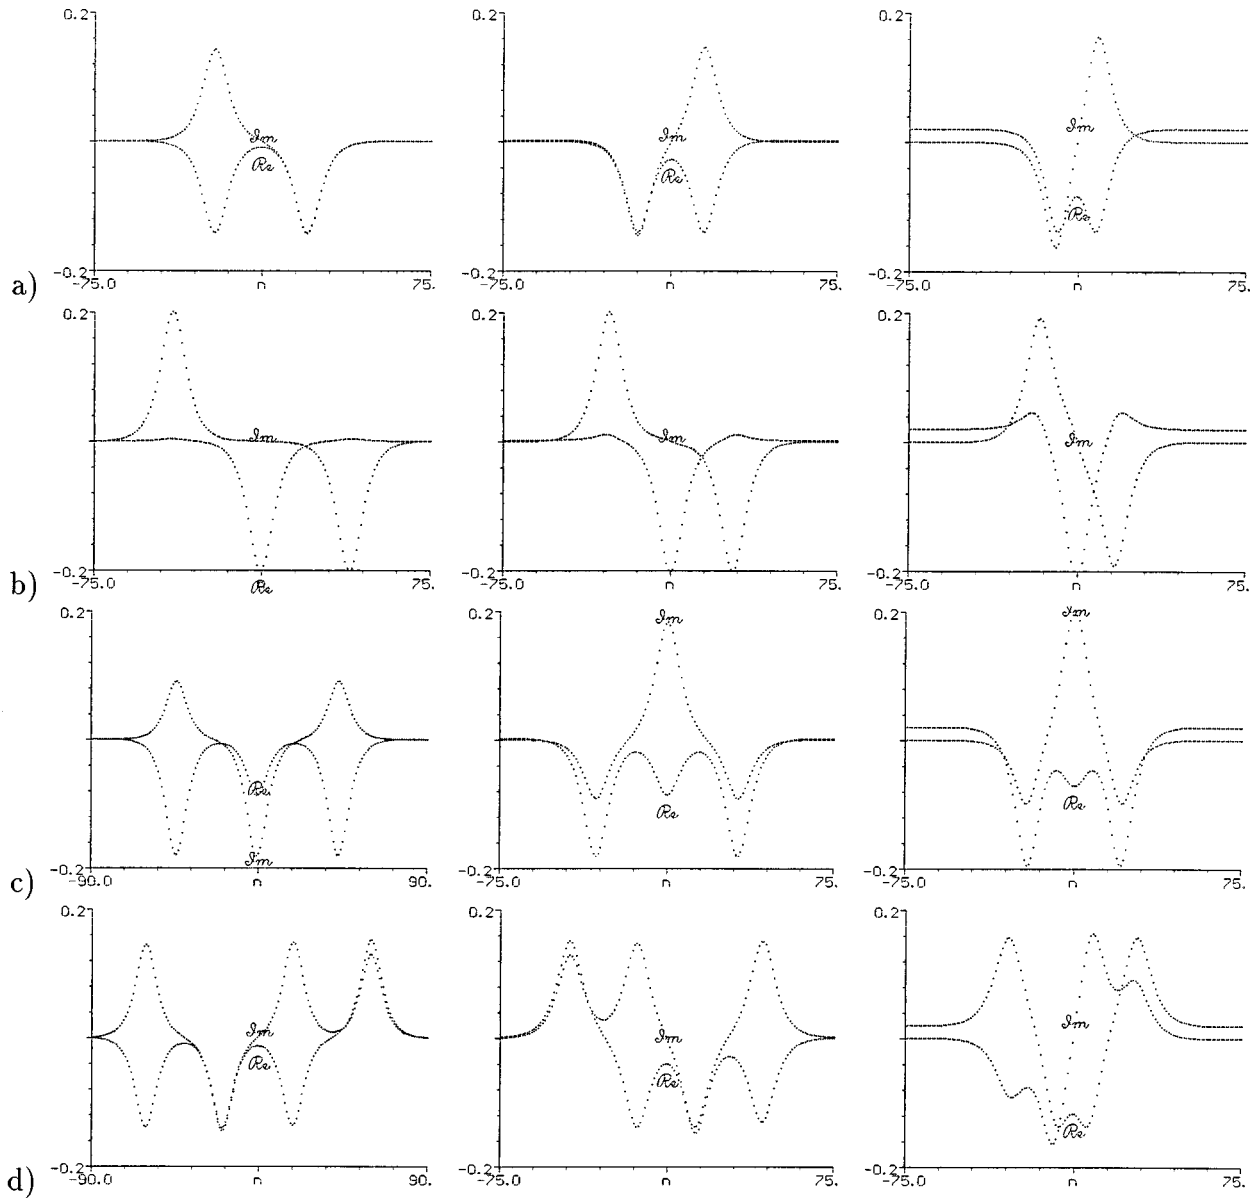 0.2 0.2 0.2
Im Im Im
Re Re Re
-0.2 -0.2 -0.2
a) -75.0 n 75. -75.0 n 75. -75.0 n 75.
0.2 0.2 0.2
Im Im Im
-0.2 -0.2 -0.2
b) -75.0 Re n 75. -75.0 n 75. -75.0 n 75.
0.2 0.2 0.2
Im Im
Re Re Re
Im
-0.2 -0.2 -0.2
c) -90.0 n 90. -75.0 n 75. -75.0 n 75.
0.2 0.2 0.2
Im Im Im
Re Re Re
-0.2 -0.2 -0.2
d) -90.0 n 90. -75.0 n 75. -75.0 n 75.